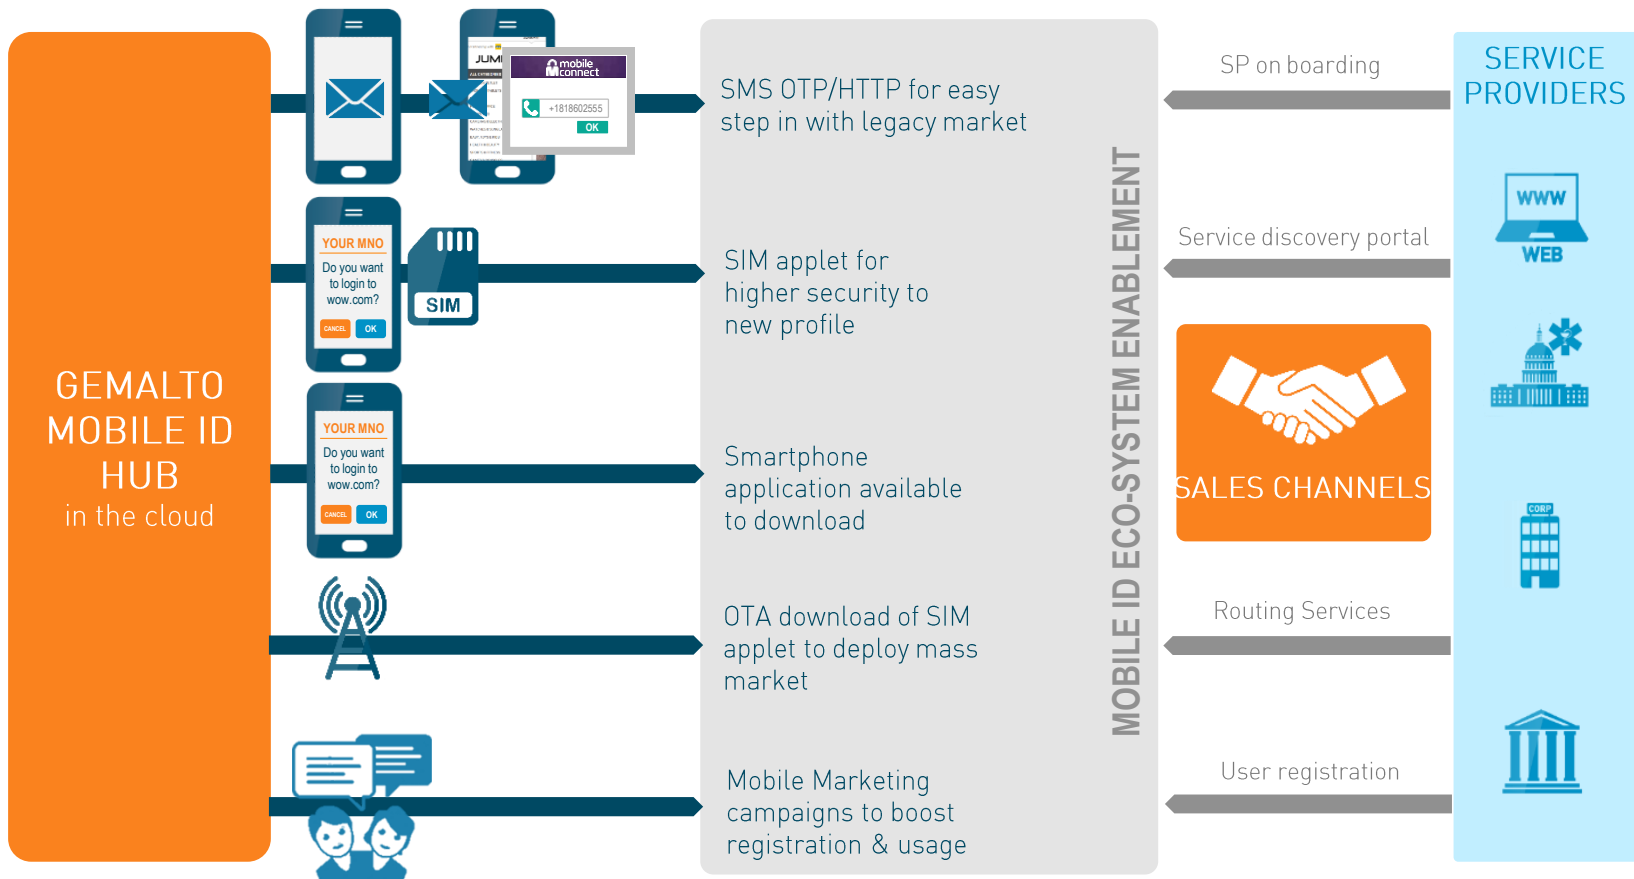 GEMALTO
MOBILE ID
HUB
in the cloud
JUM
mobile
connect
+1818602555
OK
SMS OTP/HTTP for easy
step in with legacy market
YOUR MNO
Do you want
to login to
wow.com?
CANCEL
OK
SIM
SIM applet for
higher security to
new profile
YOUR MNO
Do you want
to login to
wow.com?
CANCEL
OK
Smartphone
application available
to download
OTA download of SIM
applet to deploy mass
market
Mobile Marketing
campaigns to boost
registration & usage
MOBILE ID ECO-SYSTEM ENABLEMENT
SP on boarding
Service discovery portal
SALES CHANNELS
Routing Services
User registration
SERVICE
PROVIDERS
WWW
WEB
CORP